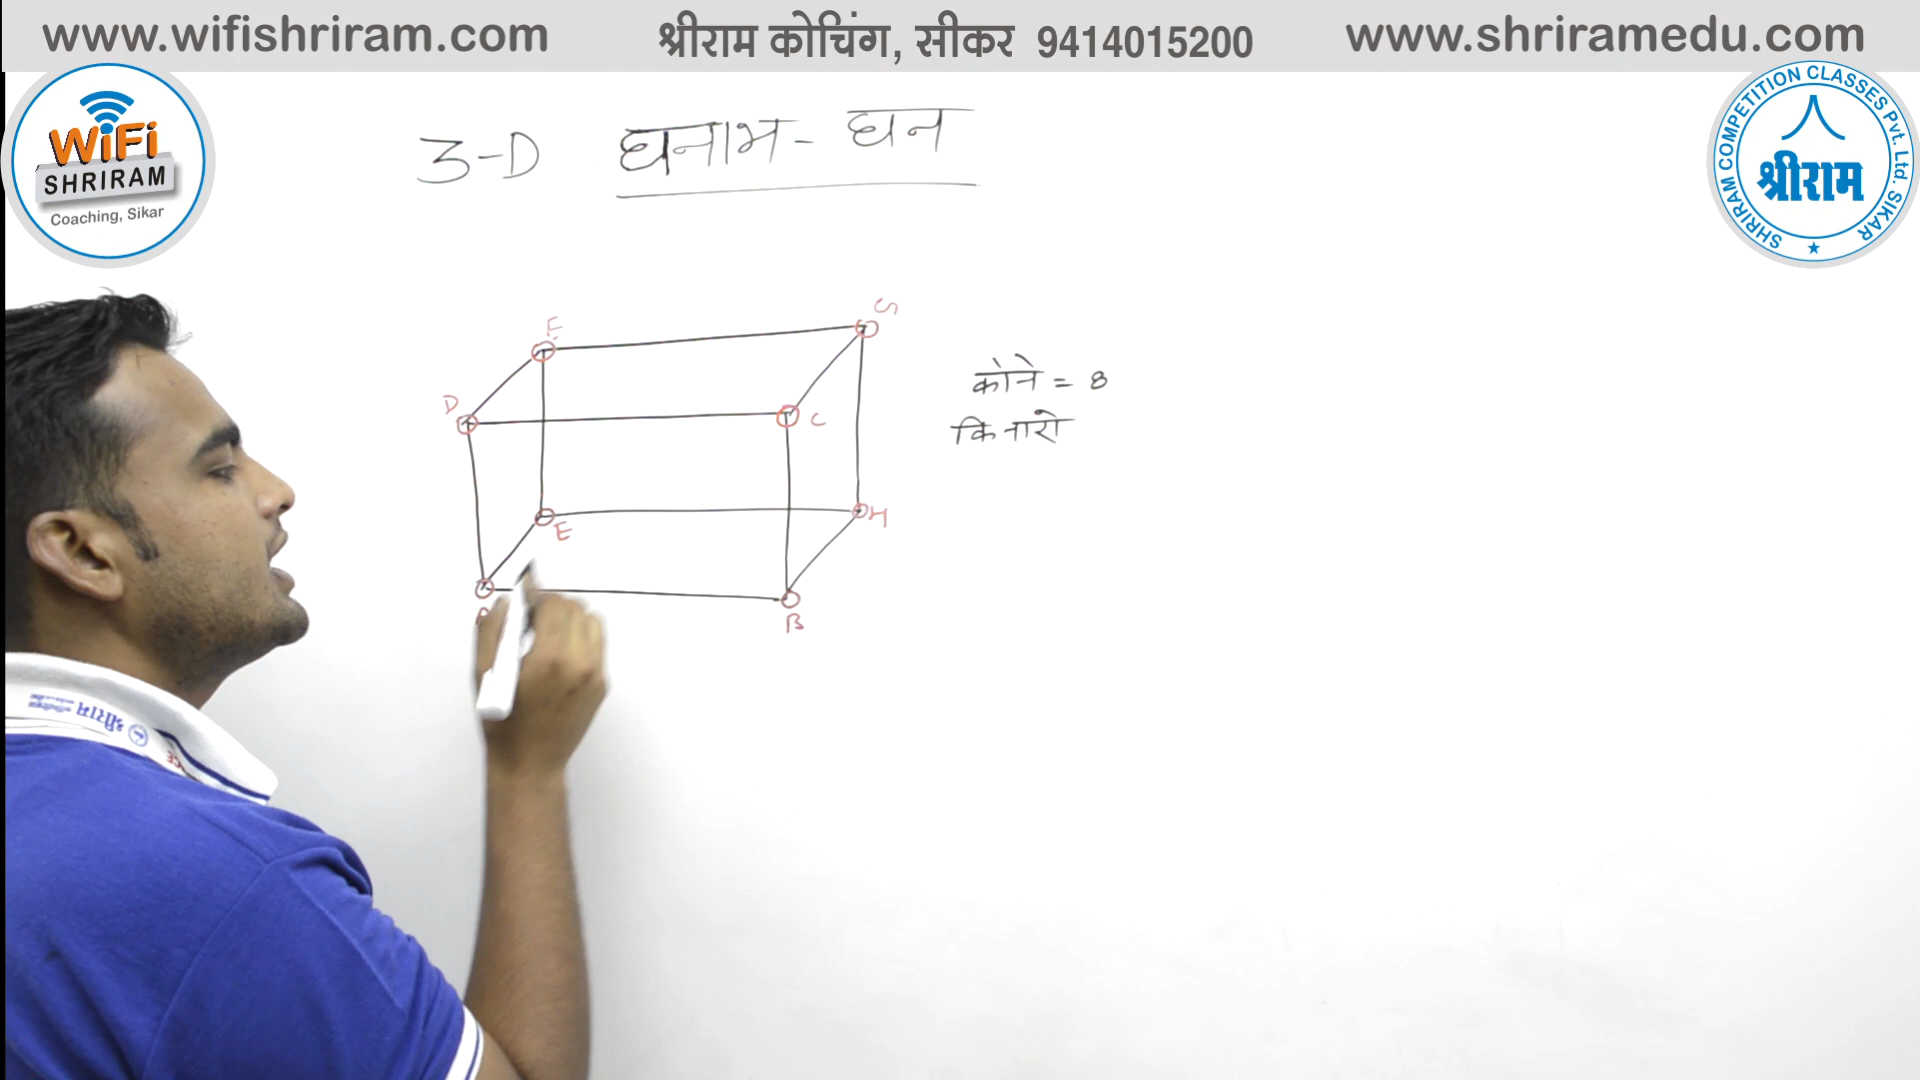 www.wifishriram.com श्रीराम कोचिंग, सीकर 9414015200 www.shriramedu.com
WiFi
SHRIRAM
Coaching, Sikar
SHRIRAM COMPETITION CLASSES Pvt. Ltd. SIKAR
श्रीराम
3-D घनाभ - घन
F G
D C
E H
A B
कोने = 8
किनारो
श्रीराम